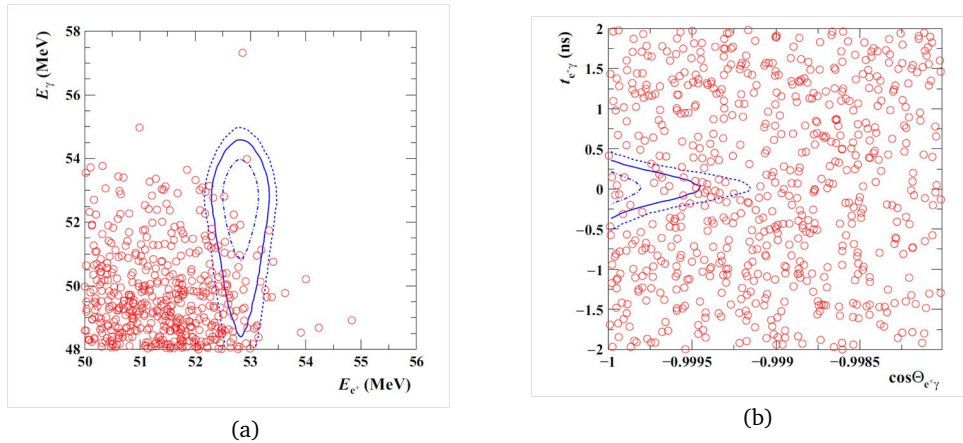 E_γ (MeV)
58
56
54
52
50
48
50 51 52 53 54 55 56
E_e⁺ (MeV)
(a)
t_e⁺γ (ns)
2
1.5
1
0.5
0
-0.5
-1
-1.5
-2
-1 -0.9995 -0.999 -0.9985
cosΘ_e⁺γ
(b)